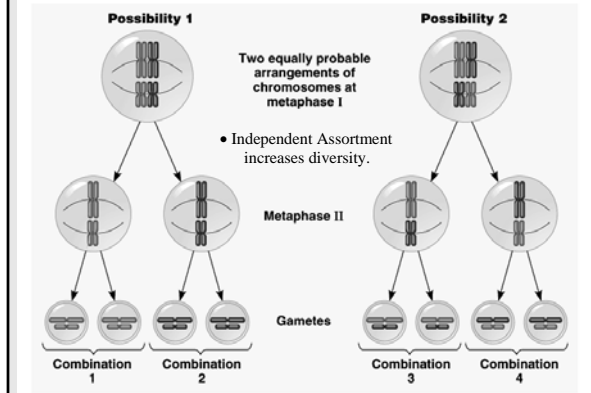 Possibility 1
Possibility 2
Two equally probable
arrangements of
chromosomes at
metaphase I
• Independent Assortment
increases diversity.
Metaphase II
Gametes
Combination
1
Combination
2
Combination
3
Combination
4